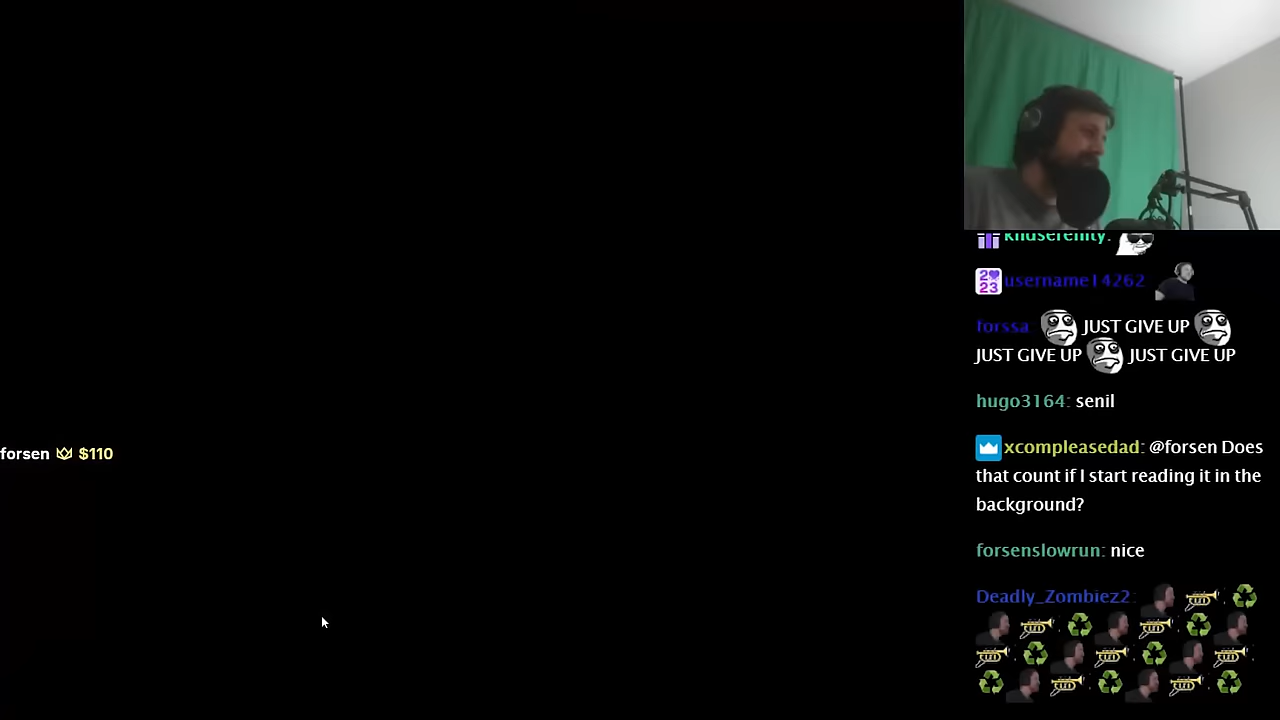 knuserenity:
username14262
forssa JUST GIVE UP
JUST GIVE UP JUST GIVE UP
hugo3164: senil
xcompleasedad: @forsen Does
that count if I start reading it in the
background?
forsen $110
forsenslowrun: nice
Deadly_Zombiez2